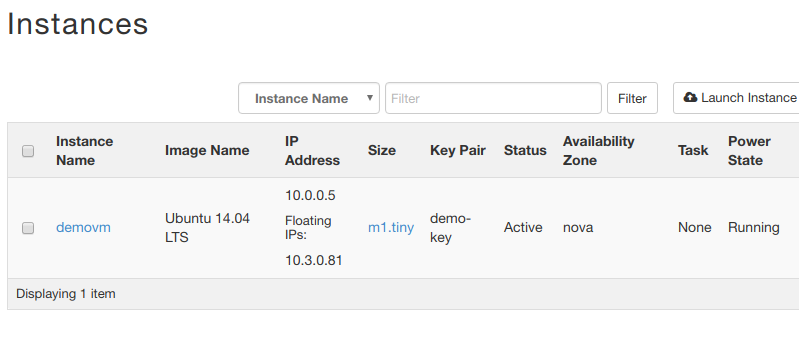 Instances
Instance Name
Filter
Filter
Launch Instance
Instance Name
Image Name
IP Address
Size
Key Pair
Status
Availability Zone
Task
Power State
demovm
Ubuntu 14.04 LTS
10.0.0.5
Floating IPs:
10.3.0.81
m1.tiny
demo-key
Active
nova
None
Running
Displaying 1 item